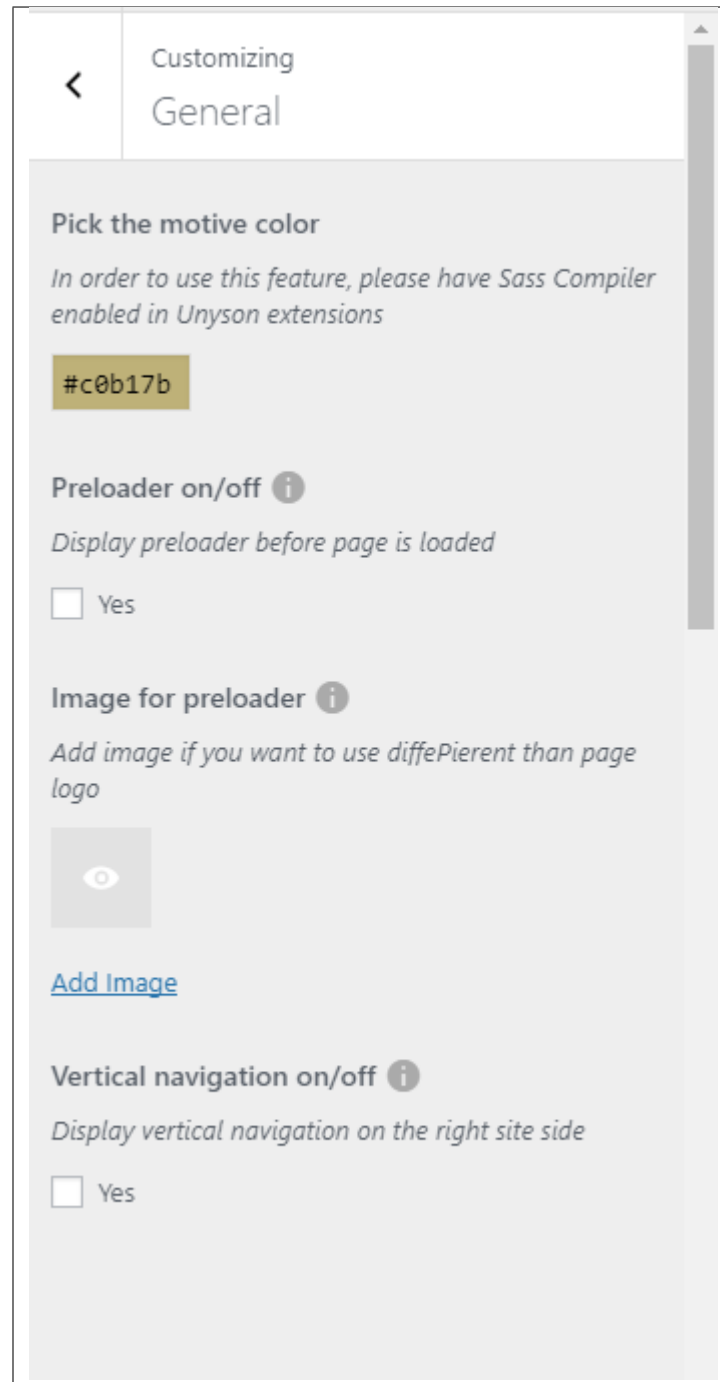 Customizing
General
Pick the motive color
In order to use this feature, please have Sass Compiler
enabled in Unyson extensions
#c0b17b
Preloader on/off
Display preloader before page is loaded
Yes
Image for preloader
Add image if you want to use diffePierent than page
logo
Add Image
Vertical navigation on/off
Display vertical navigation on the right site side
Yes